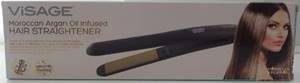 ViSAGE
Moroccan Argan Oil Infused
HAIR STRAIGHTENER